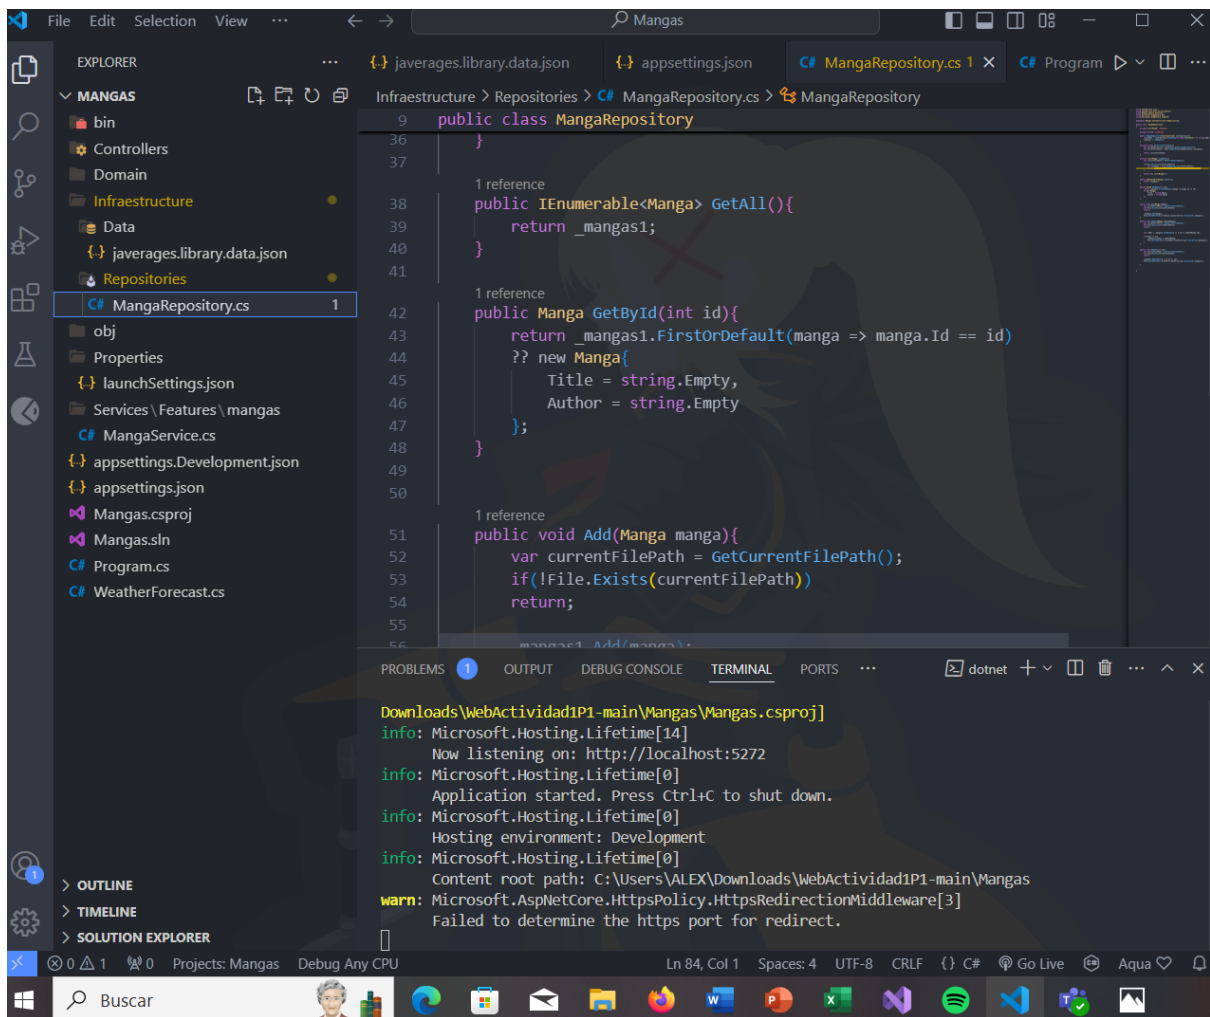 File Edit Selection View ··· ← → Mangas
EXPLORER ···
MANGAS
bin
Controllers
Domain
Infraestructure
Data
{..} javerages.library.data.json
Repositories
C# MangaRepository.cs 1
obj
Properties
{..} launchSettings.json
Services\Features\mangas
C# MangaService.cs
{..} appsettings.Development.json
{..} appsettings.json
Mangas.csproj
Mangas.sln
C# Program.cs
C# WeatherForecast.cs
OUTLINE
TIMELINE
SOLUTION EXPLORER
{..} javerages.library.data.json {..} appsettings.json C# MangaRepository.cs 1 × C# Program ···
Infraestructure > Repositories > C# MangaRepository.cs > MangaRepository
9 public class MangaRepository
36 }
37
1 reference
38 public IEnumerable<Manga> GetAll(){
39 return _mangas1;
40 }
41
1 reference
42 public Manga GetById(int id){
43 return _mangas1.FirstOrDefault(manga => manga.Id == id)
44 ?? new Manga{
45 Title = string.Empty,
46 Author = string.Empty
47 };
48 }
49
50
1 reference
51 public void Add(Manga manga){
52 var currentFilePath = GetCurrentFilePath();
53 if(!File.Exists(currentFilePath))
54 return;
55
56 _mangas1.Add(manga);
PROBLEMS 1 OUTPUT DEBUG CONSOLE TERMINAL PORTS ··· dotnet + ··· ×
Downloads\WebActividad1P1-main\Mangas\Mangas.csproj]
info: Microsoft.Hosting.Lifetime[14]
Now listening on: http://localhost:5272
info: Microsoft.Hosting.Lifetime[0]
Application started. Press Ctrl+C to shut down.
info: Microsoft.Hosting.Lifetime[0]
Hosting environment: Development
info: Microsoft.Hosting.Lifetime[0]
Content root path: C:\Users\ALEX\Downloads\WebActividad1P1-main\Mangas
warn: Microsoft.AspNetCore.HttpsPolicy.HttpsRedirectionMiddleware[3]
Failed to determine the https port for redirect.
1
0 1 0 Projects: Mangas Debug Any CPU Ln 84, Col 1 Spaces: 4 UTF-8 CRLF {} C# Go Live Aqua
Buscar